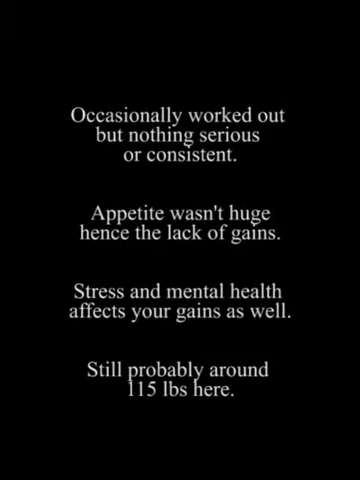 Occasionally worked out
but nothing serious
or consistent.
Appetite wasn't huge
hence the lack of gains.
Stress and mental health
affects your gains as well.
Still probably around
115 lbs here.